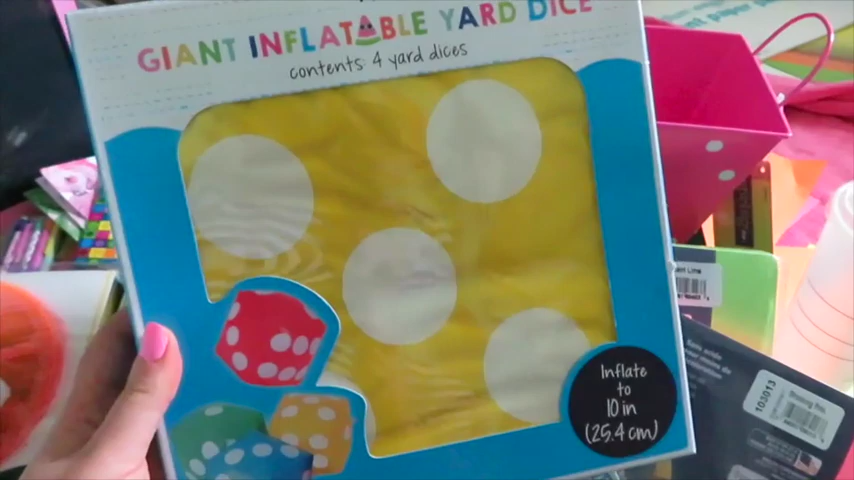 GIANT INFLATABLE YARD DICE
contents: 4 yard dices
Inflate
to
10 in
(25.4 cm)
103013